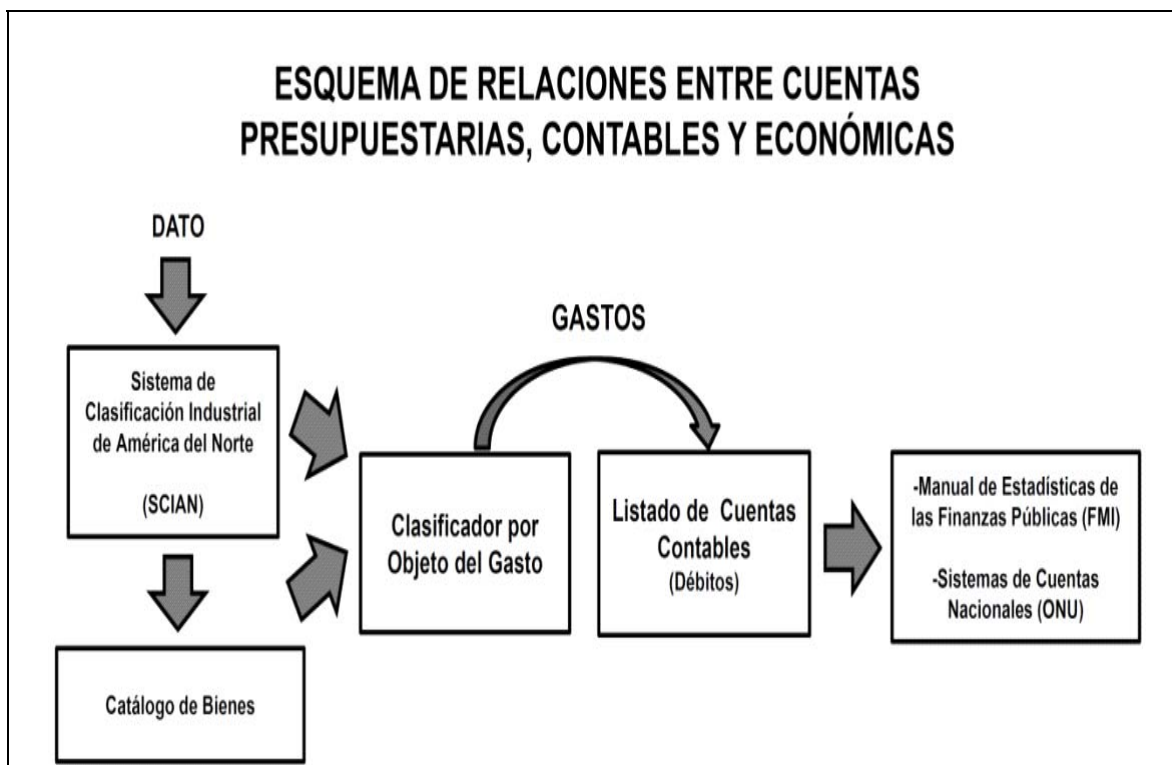 ESQUEMA DE RELACIONES ENTRE CUENTAS
PRESUPUESTARIAS, CONTABLES Y ECONÓMICAS
DATO
GASTOS
Sistema de
Clasificación Industrial
de América del Norte
(SCIAN)
Catálogo de Bienes
Clasificador por
Objeto del Gasto
Listado de Cuentas
Contables
(Débitos)
-Manual de Estadísticas de
las Finanzas Públicas (FMI)
-Sistemas de Cuentas
Nacionales (ONU)